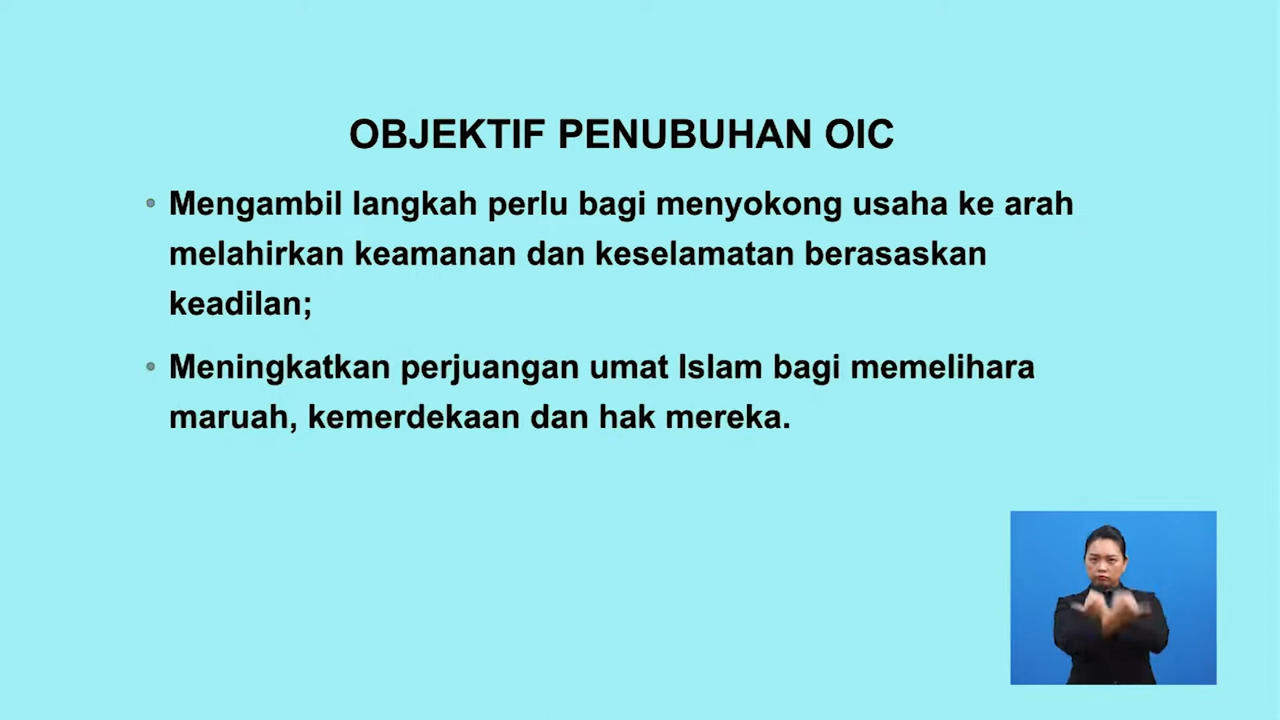 OBJEKTIF PENUBUHAN OIC
• Mengambil langkah perlu bagi menyokong usaha ke arah
melahirkan keamanan dan keselamatan berasaskan
keadilan;
• Meningkatkan perjuangan umat Islam bagi memelihara
maruah, kemerdekaan dan hak mereka.